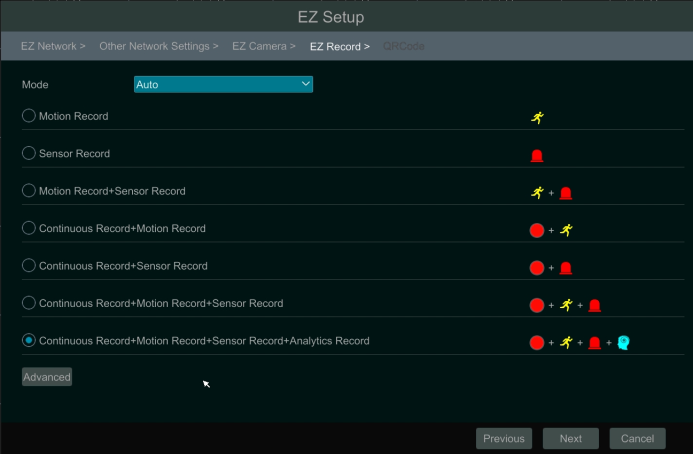 EZ Setup
EZ Network > Other Network Settings > EZ Camera > EZ Record > QRCode
Mode Auto
Motion Record
Sensor Record
Motion Record+Sensor Record +
Continuous Record+Motion Record +
Continuous Record+Sensor Record +
Continuous Record+Motion Record+Sensor Record + +
Continuous Record+Motion Record+Sensor Record+Analytics Record + + +
Advanced
Previous Next Cancel